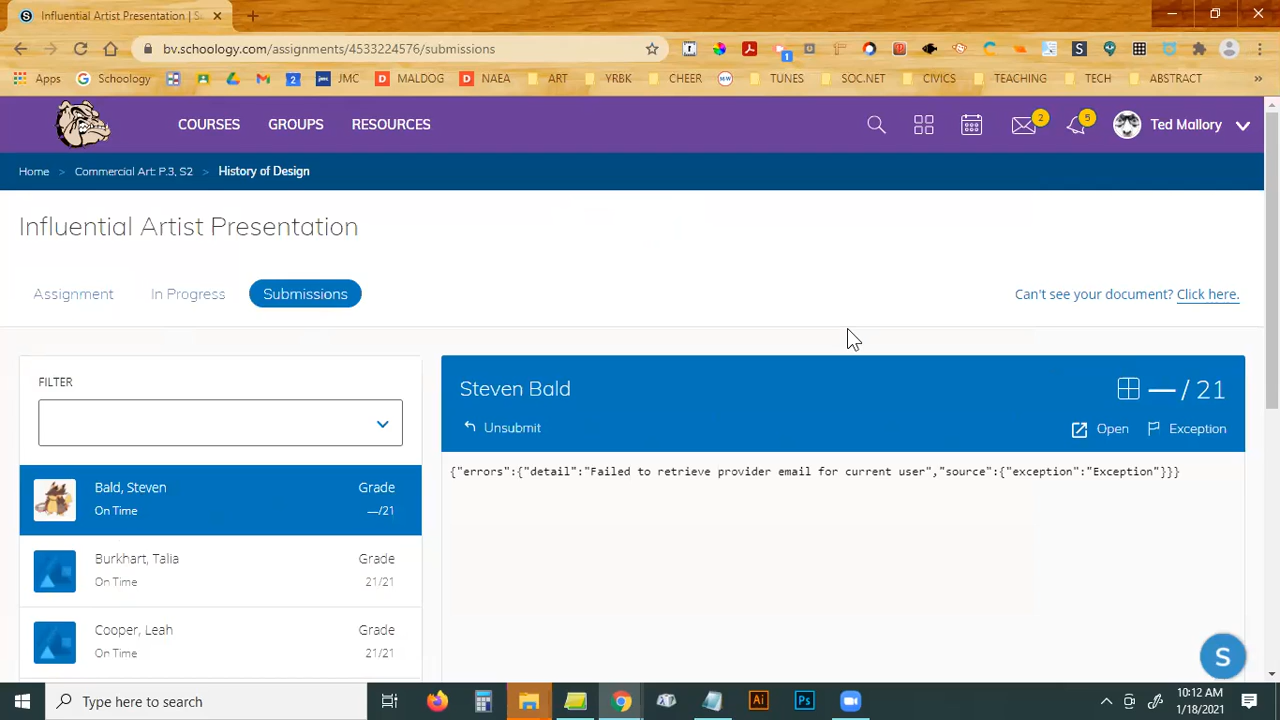 Influential Artist Presentation | S
bv.schoology.com/assignments/4533224576/submissions
1
Apps Schoology 2 JMC MALDOG NAEA ART YRBK CHEER MW TUNES SOC.NET CIVICS TEACHING TECH ABSTRACT »
COURSES GROUPS RESOURCES 2 5 Ted Mallory
Home > Commercial Art: P.3, S2 > History of Design
Influential Artist Presentation
Assignment In Progress Submissions Can't see your document? Click here.
FILTER
Steven Bald — / 21
Unsubmit Open Exception
{"errors":{"detail":"Failed to retrieve provider email for current user","source":{"exception":"Exception"}}}
Bald, Steven Grade
On Time —/21
Burkhart, Talia Grade
On Time 21/21
Cooper, Leah Grade
On Time 21/21
S
Type here to search Ai Ps 10:12 AM
1/18/2021